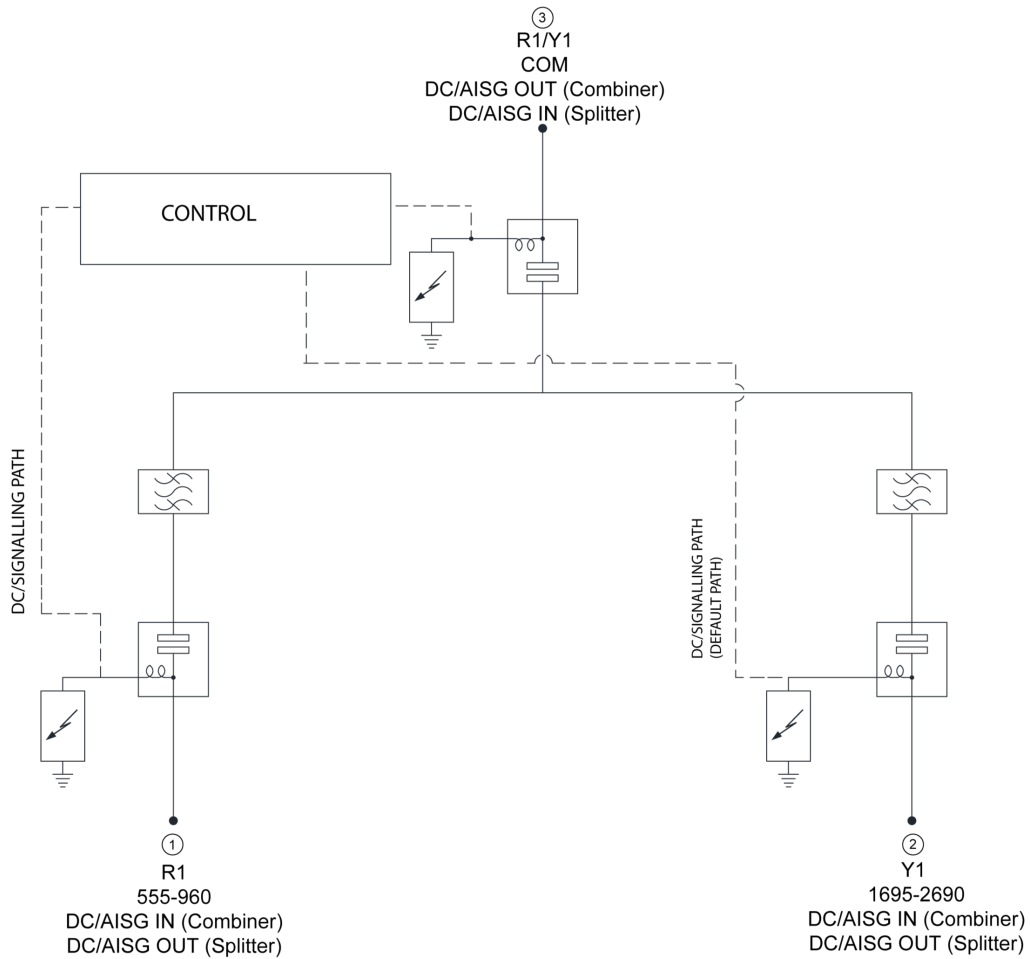 3
R1/Y1
COM
DC/AISG OUT (Combiner)
DC/AISG IN (Splitter)
CONTROL
DC/SIGNALLING PATH
DC/SIGNALLING PATH
(DEFAULT PATH)
1
R1
555-960
DC/AISG IN (Combiner)
DC/AISG OUT (Splitter)
2
Y1
1695-2690
DC/AISG IN (Combiner)
DC/AISG OUT (Splitter)